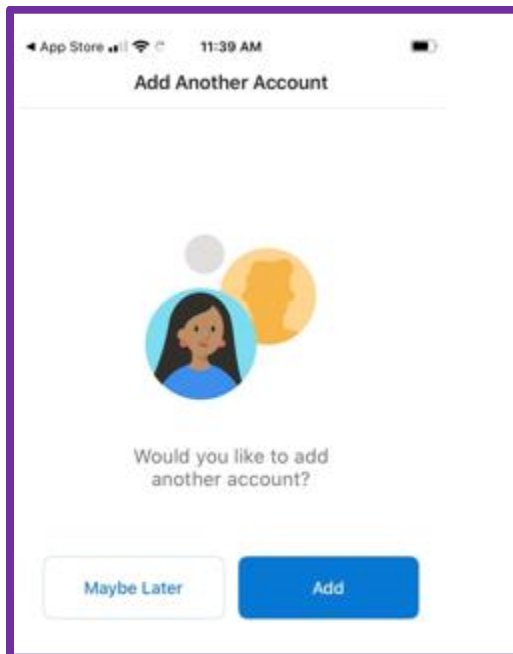 App Store 11:39 AM
Add Another Account
Would you like to add
another account?
Maybe Later Add